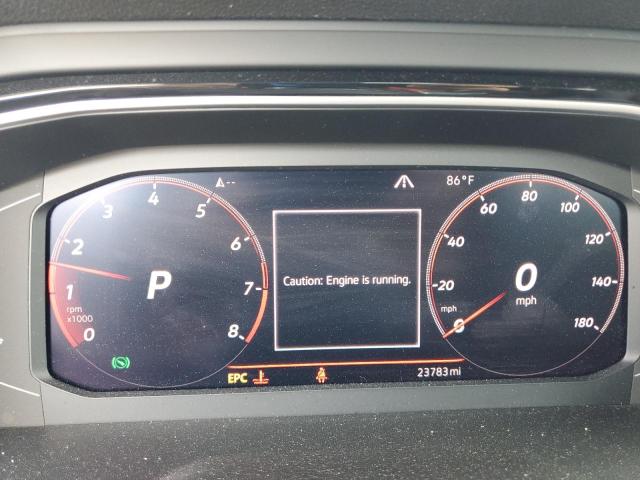 -- 86°F
0 1 2 3 4 5 6 7 8
rpm
x1000
P
Caution: Engine is running.
0 20 40 60 80 100 120 140 180
mph
0
mph
EPC
23783 mi